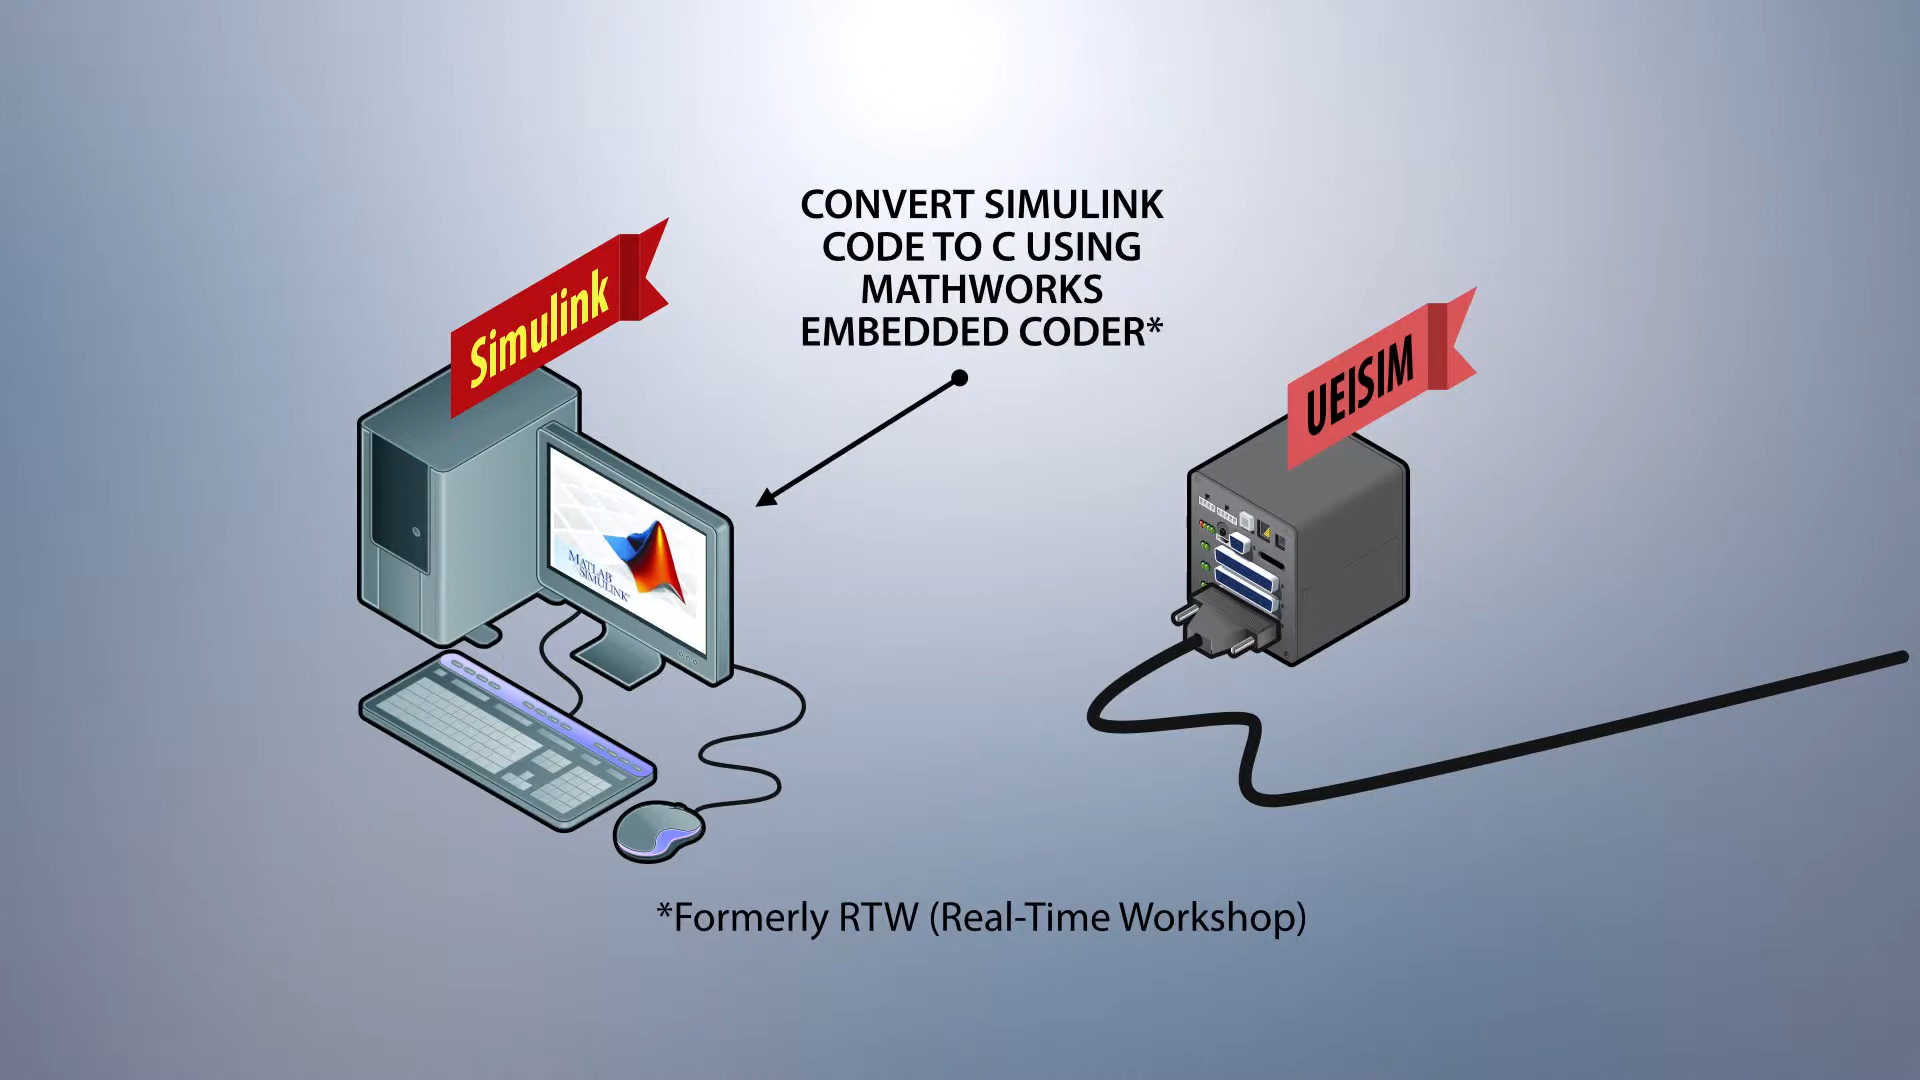 CONVERT SIMULINK
CODE TO C USING
MATHWORKS
EMBEDDED CODER*
Simulink
UEISIM
MATLAB
SIMULINK
*Formerly RTW (Real-Time Workshop)